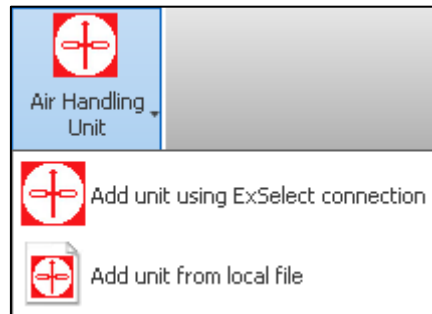 Air Handling
Unit
Add unit using ExSelect connection
Add unit from local file